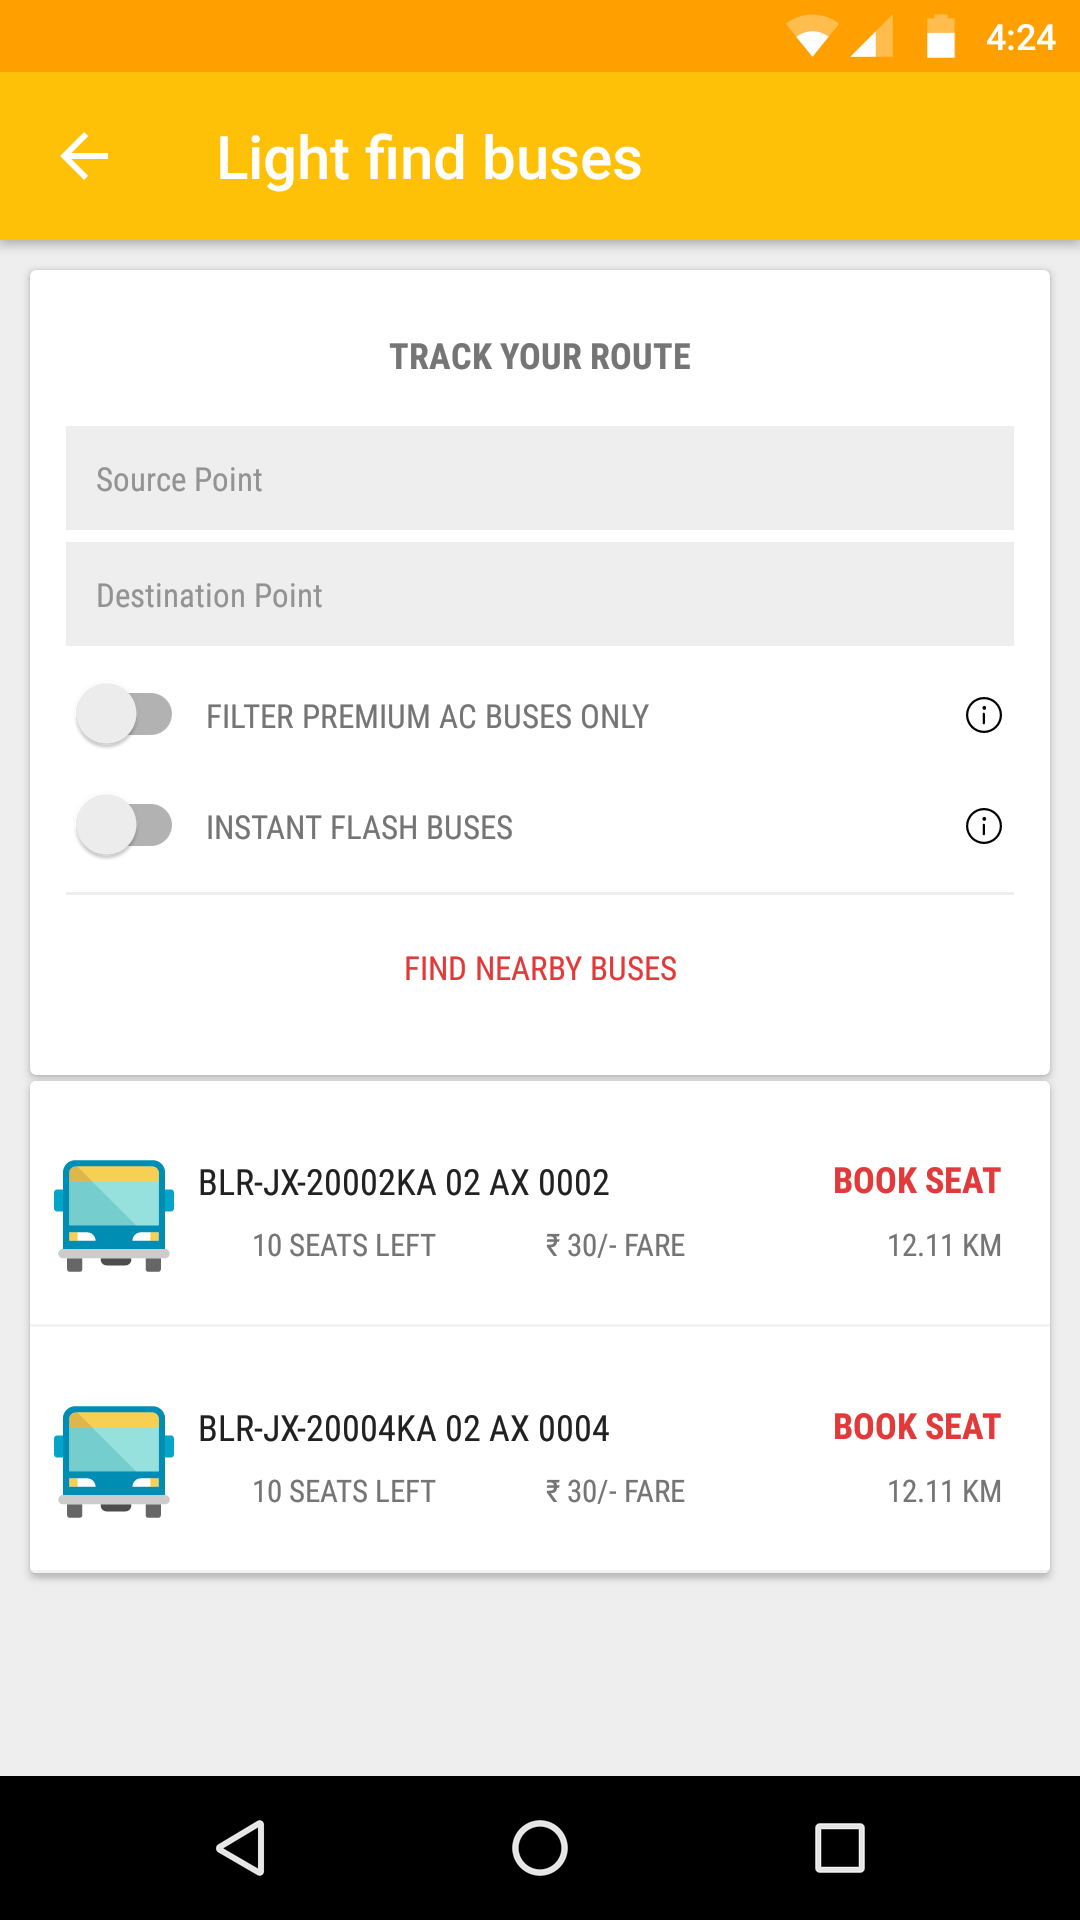 4:24
Light find buses
TRACK YOUR ROUTE
Source Point
Destination Point
FILTER PREMIUM AC BUSES ONLY
INSTANT FLASH BUSES
FIND NEARBY BUSES
BLR-JX-20002KA 02 AX 0002 BOOK SEAT
10 SEATS LEFT ₹ 30/- FARE 12.11 KM
BLR-JX-20004KA 02 AX 0004 BOOK SEAT
10 SEATS LEFT ₹ 30/- FARE 12.11 KM